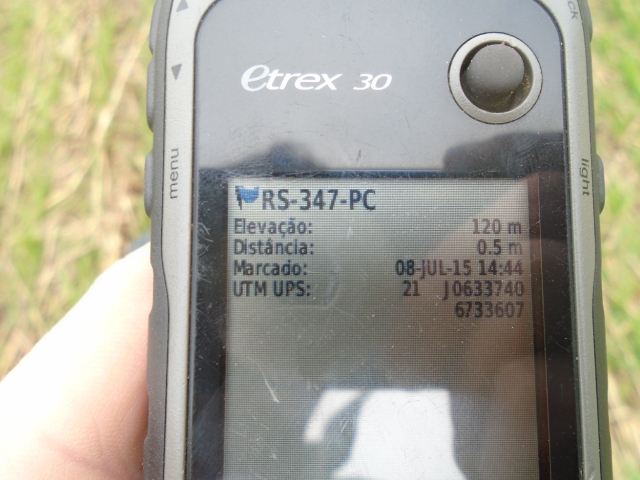 etrex 30
menu
light
RS-347-PC
Elevação: 120 m
Distância: 0.5 m
Marcado: 08-JUL-15 14:44
UTM UPS: 21 J0633740
6733607